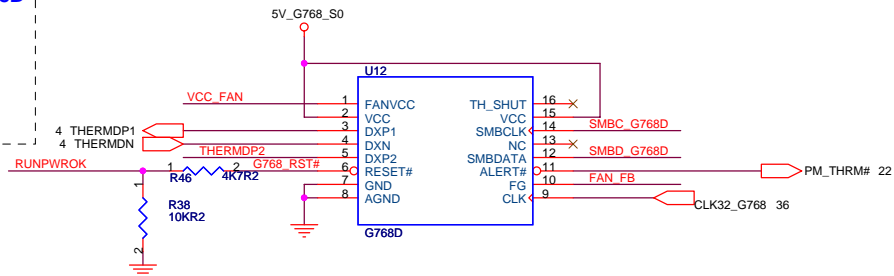 5V_G768_S0
U12
VCC_FAN
1 FANVCC TH_SHUT 16
2 VCC VCC 15
4 THERMDP1 3 DXP1 SMBCLK 14 SMBC_G768D
4 THERMDN 4 DXN NC 13
THERMDP2 5 DXP2 SMBDATA 12 SMBD_G768D
RUNPWROK 1 2 G768_RST# 6 RESET# ALERT# 11 PM_THRM# 22
R46 4K7R2
7 GND FG 10 FAN_FB
8 AGND CLK 9 CLK32_G768 36
1
R38
10KR2
2
G768D